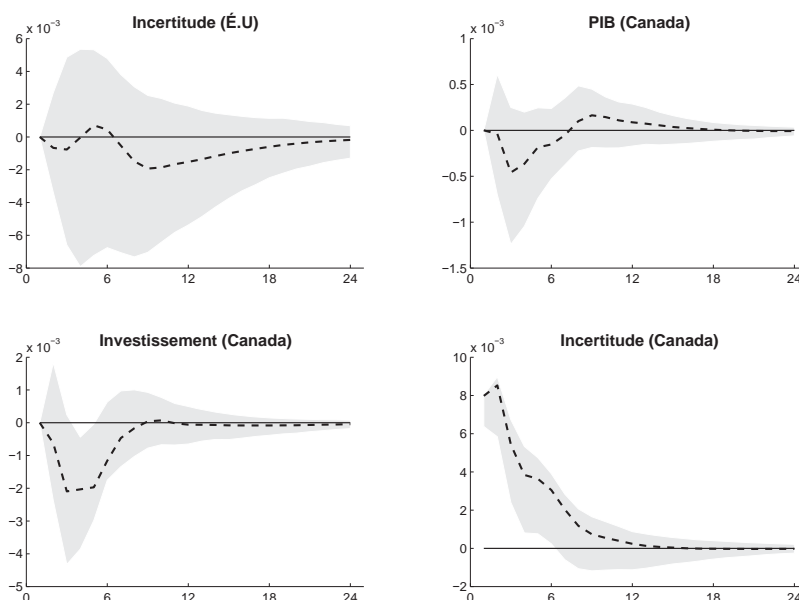 Incertitude (É.U)
x 10⁻³
6
4
2
0
−2
−4
−6
−8
0 6 12 18 24
PIB (Canada)
x 10⁻³
1
0.5
0
−0.5
−1
−1.5
0 6 12 18 24
Investissement (Canada)
x 10⁻³
2
1
0
−1
−2
−3
−4
−5
0 6 12 18 24
Incertitude (Canada)
x 10⁻³
10
8
6
4
2
0
−2
0 6 12 18 24